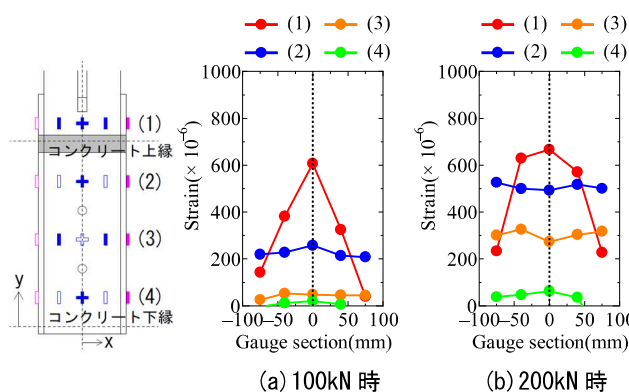 (1)
コンクリート上縁
(2)
(3)
(4)
コンクリート下縁
y
x
(1) (3)
(2) (4)
Strain(× 10⁻⁶)
1000
800
600
400
200
0
−100 −50 0 50 100
Gauge section(mm)
(a) 100kN 時
(1) (3)
(2) (4)
Strain(× 10⁻⁶)
1000
800
600
400
200
0
−100 −50 0 50 100
Gauge section(mm)
(b) 200kN 時